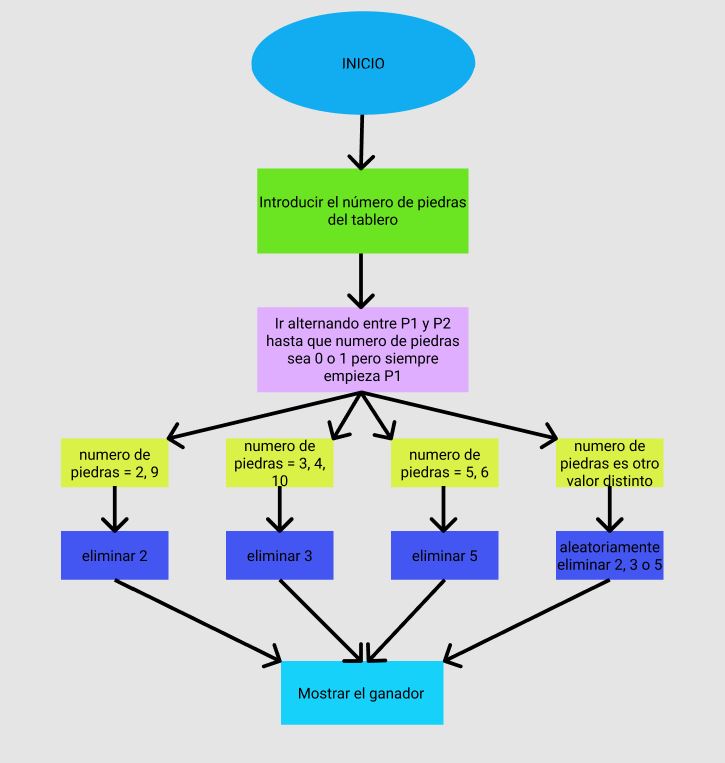 INICIO
Introducir el número de piedras
del tablero
Ir alternando entre P1 y P2
hasta que numero de piedras
sea 0 o 1 pero siempre
empieza P1
numero de
piedras = 2, 9
numero de
piedras = 3, 4,
10
numero de
piedras = 5, 6
numero de
piedras es otro
valor distinto
eliminar 2
eliminar 3
eliminar 5
aleatoriamente
eliminar 2, 3 o 5
Mostrar el ganador